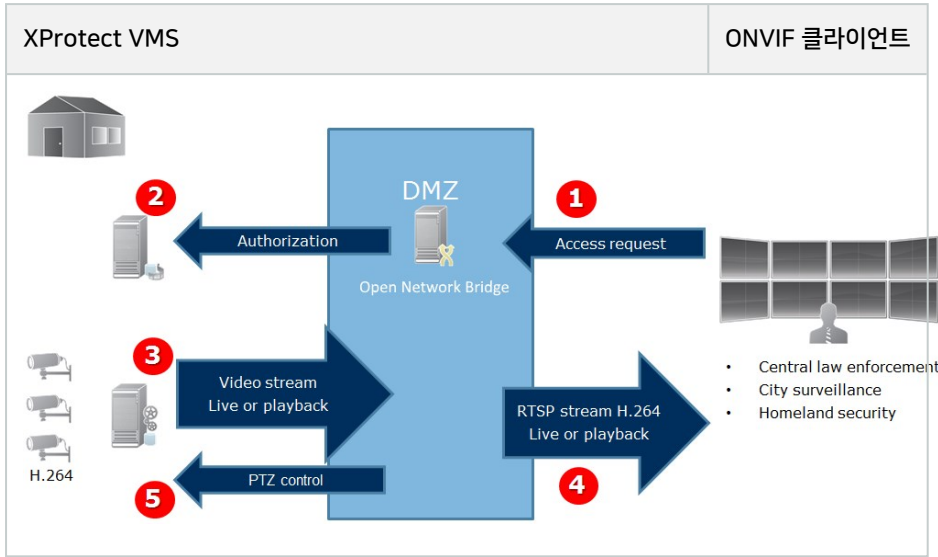 XProtect VMS
ONVIF 클라이언트
DMZ
2
1
Authorization
Access request
Open Network Bridge
3
Video stream
Live or playback
RTSP stream H.264
Live or playback
• Central law enforcement
• City surveillance
• Homeland security
H.264
PTZ control
5
4